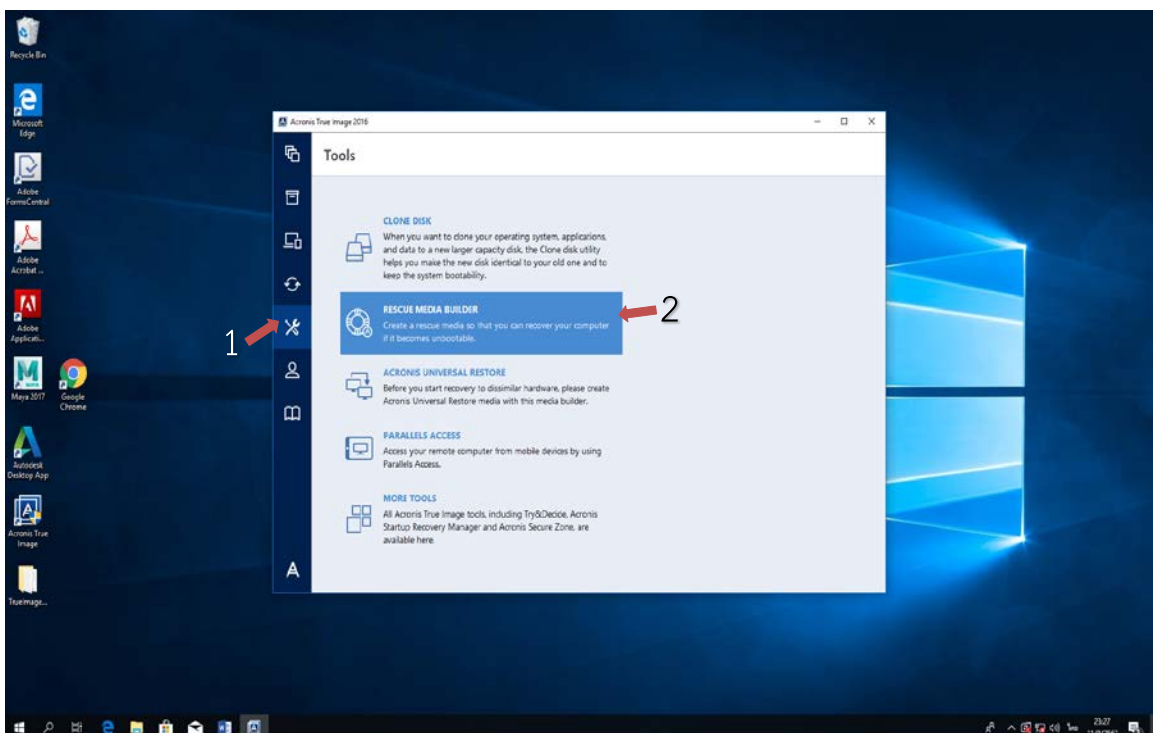 Recycle Bin
Microsoft
Edge
Adobe
FormsCentral
Adobe
Acrobat ...
Adobe
Applicati...
Maya 2017
Google
Chrome
Autodesk
Desktop App
Acronis True
Image
TrueImage...
Acronis True Image 2016
Tools
CLONE DISK
When you want to clone your operating system, applications,
and data to a new larger capacity disk, the Clone disk utility
helps you make the new disk identical to your old one and to
keep the system bootability.
RESCUE MEDIA BUILDER
Create a rescue media so that you can recover your computer
if it becomes unbootable.
1
2
ACRONIS UNIVERSAL RESTORE
Before you start recovery to dissimilar hardware, please create
Acronis Universal Restore media with this media builder.
PARALLELS ACCESS
Access your remote computer from mobile devices by using
Parallels Access.
MORE TOOLS
All Acronis True Image tools, including Try&Decide, Acronis
Startup Recovery Manager and Acronis Secure Zone, are
available here.
23:27